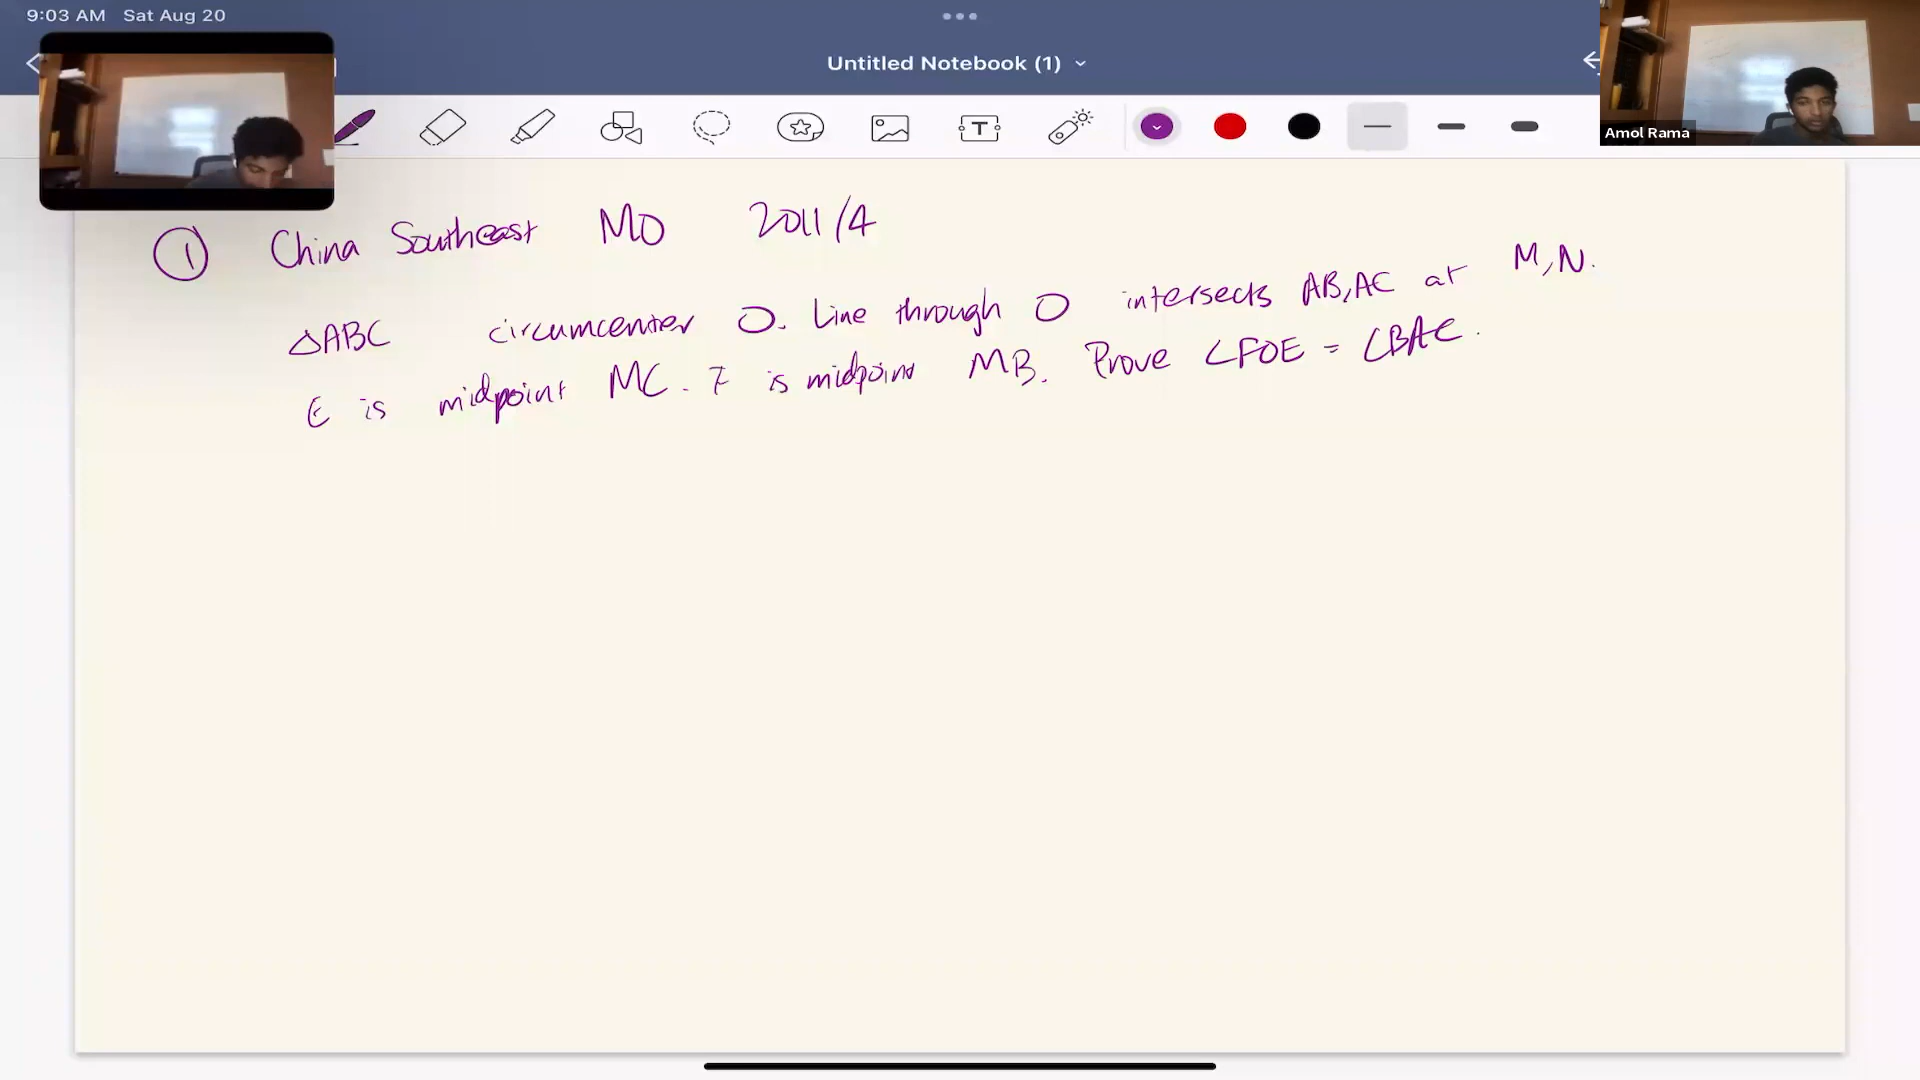 9:03 AM Sat Aug 20
Untitled Notebook (1)
Amol Rama
① China Southeast MO 2011/4
△ABC circumcenter O. Line through O intersects AB, AC at M, N.
E is midpoint MC. F is midpoint MB. Prove ∠FOE = ∠BAC.